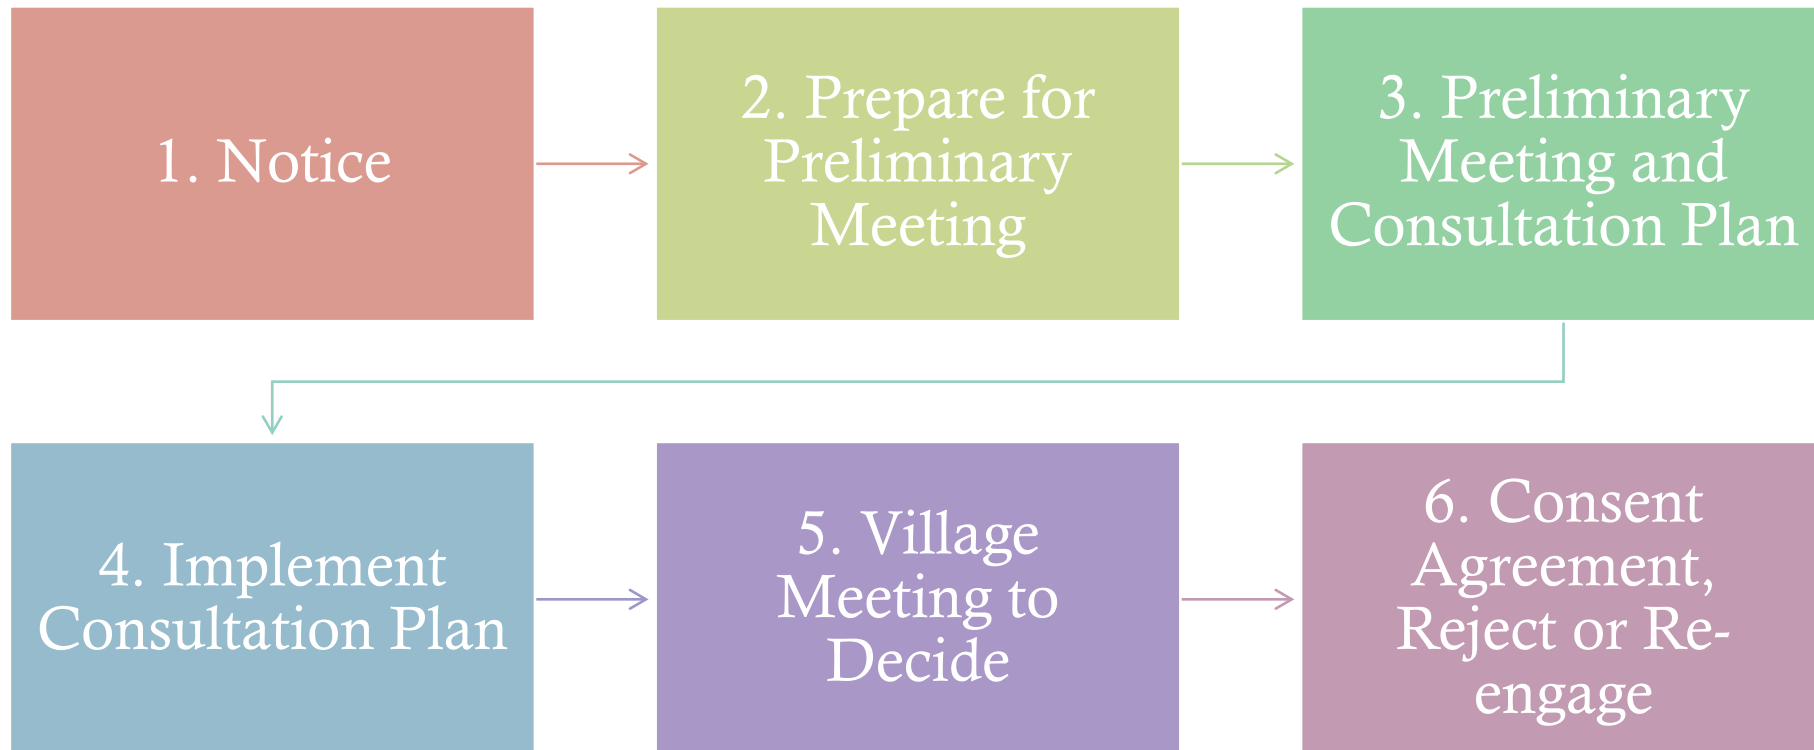 1. Notice
2. Prepare for
Preliminary
Meeting
3. Preliminary
Meeting and
Consultation Plan
4. Implement
Consultation Plan
5. Village
Meeting to
Decide
6. Consent
Agreement,
Reject or Re-
engage